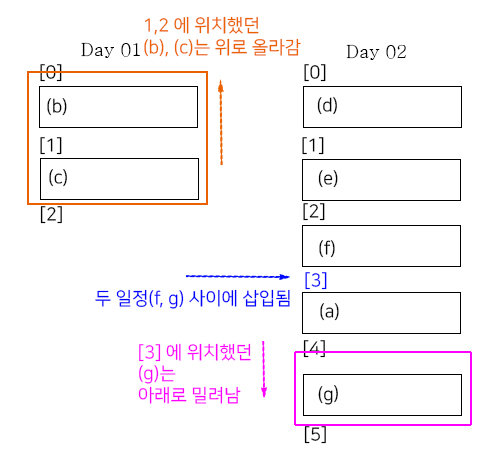 1,2 에 위치했던
Day 01 (b), (c)는 위로 올라감
[0]
(b)
[1]
(c)
[2]
Day 02
[0]
(d)
[1]
(e)
[2]
(f)
두 일정(f, g) 사이에 삽입됨
[3]
(a)
[3] 에 위치했던
(g)는
아래로 밀려남
[4]
(g)
[5]